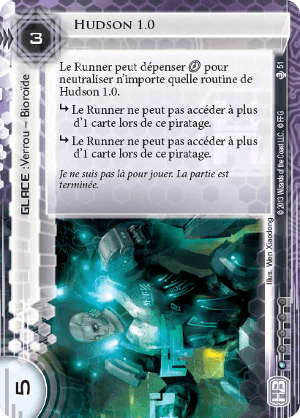 Hudson 1.0
3
Le Runner peut dépenser pour
neutraliser n'importe quelle routine de
Hudson 1.0.
↳ Le Runner ne peut pas accéder à plus
d'1 carte lors de ce piratage.
↳ Le Runner ne peut pas accéder à plus
d'1 carte lors de ce piratage.
Je ne suis pas là pour jouer. La partie est
terminée.
GLACE : Verrou – Bioroïde
51
© 2013 Wizards of the Coast LLC. © FFG
Illus. Wen Xiaodong
5
HB